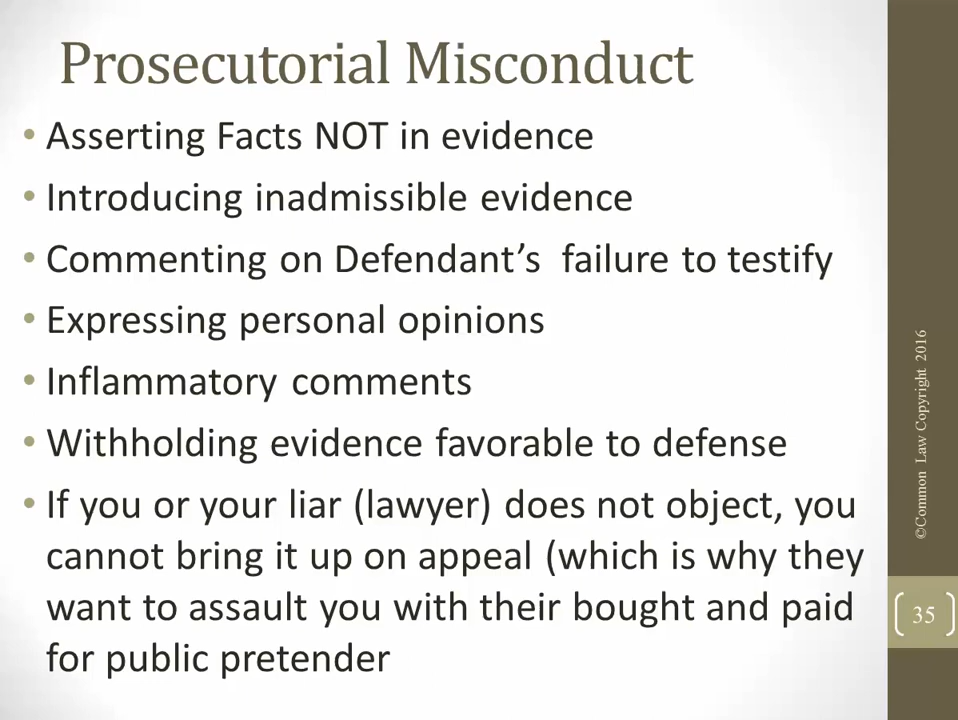 Prosecutorial Misconduct
• Asserting Facts NOT in evidence
• Introducing inadmissible evidence
• Commenting on Defendant’s  failure to testify
• Expressing personal opinions
• Inflammatory comments
• Withholding evidence favorable to defense
• If you or your liar (lawyer) does not object, you
cannot bring it up on appeal (which is why they
want to assault you with their bought and paid
for public pretender
©Common Law Copyright 2016
35